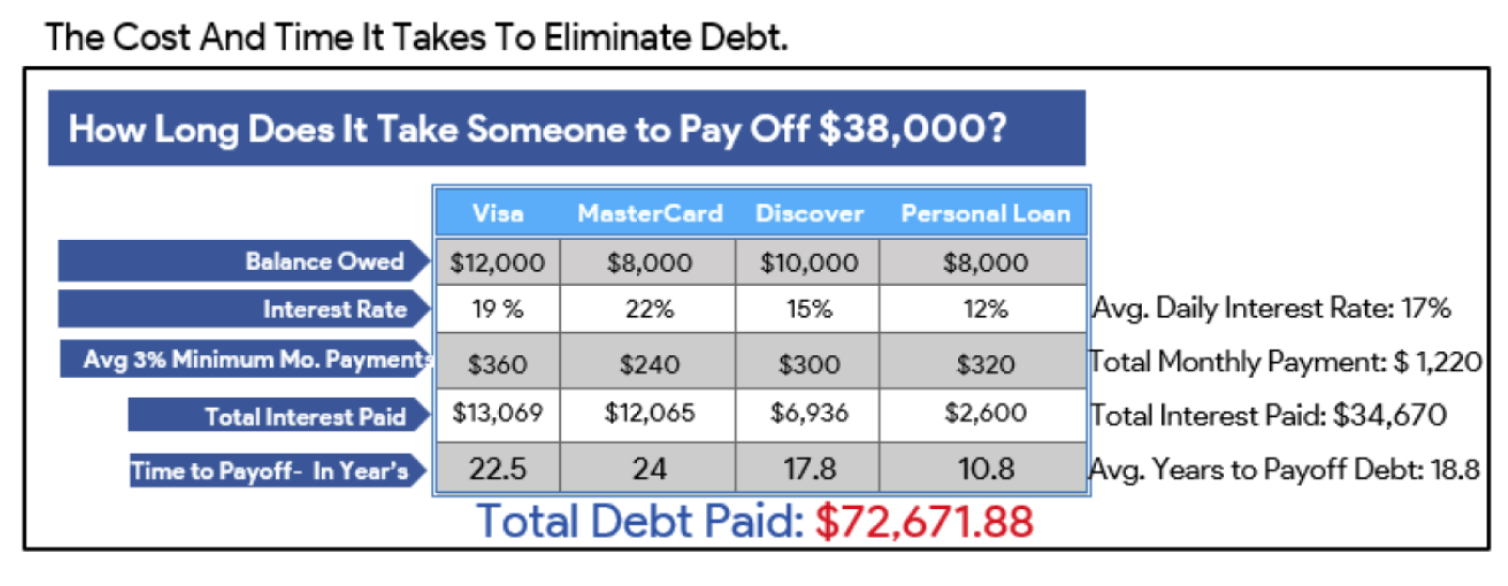 The Cost And Time It Takes To Eliminate Debt.
How Long Does It Take Someone to Pay Off $38,000?
Visa MasterCard Discover Personal Loan
Balance Owed $12,000 $8,000 $10,000 $8,000
Interest Rate 19 % 22% 15% 12% Avg. Daily Interest Rate: 17%
Avg 3% Minimum Mo. Payments $360 $240 $300 $320 Total Monthly Payment: $ 1,220
Total Interest Paid $13,069 $12,065 $6,936 $2,600 Total Interest Paid: $34,670
Time to Payoff- In Year's 22.5 24 17.8 10.8 Avg. Years to Payoff Debt: 18.8
Total Debt Paid: $72,671.88